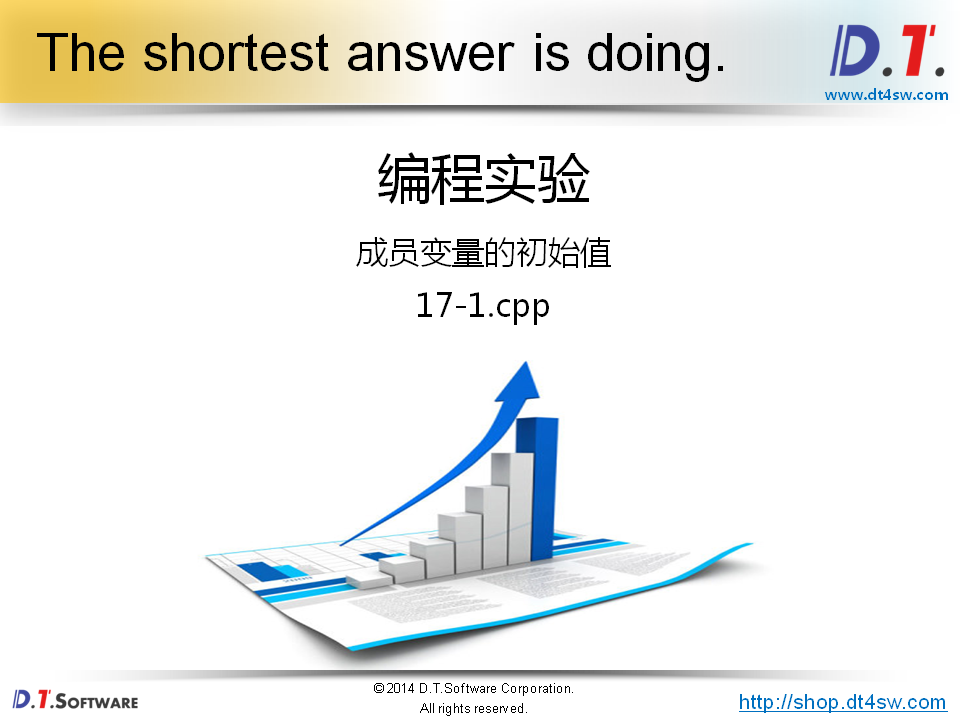 The shortest answer is doing.
D.T.
www.dt4sw.com
编程实验
成员变量的初始值
17-1.cpp
D.T.SOFTWARE
©2014 D.T.Software Corporation.
All rights reserved.
http://shop.dt4sw.com